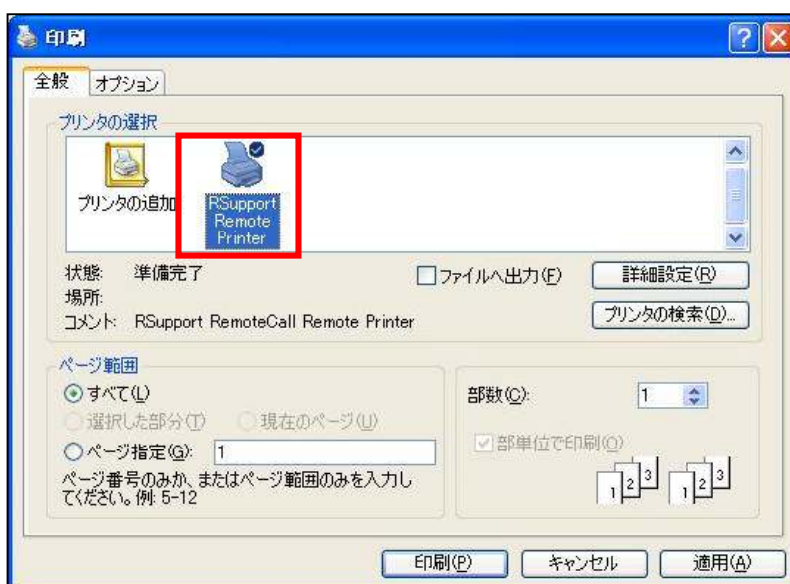 印刷
全般 オプション
プリンタの選択
プリンタの追加
RSupport
Remote
Printer
状態: 準備完了
場所:
コメント: RSupport RemoteCall Remote Printer
ファイルへ出力(F)
詳細設定(R)
プリンタの検索(D)...
ページ範囲
すべて(L)
選択した部分(T) 現在のページ(U)
ページ指定(G): 1
ページ番号のみか、またはページ範囲のみを入力し
てください。例: 5-12
部数(C): 1
部単位で印刷(O)
1 2 3 1 2 3
印刷(P) キャンセル 適用(A)